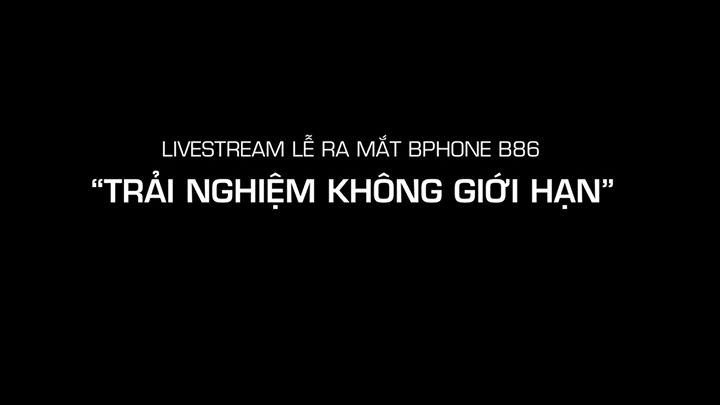 LIVESTREAM LỄ RA MẮT BPHONE B86
“TRẢI NGHIỆM KHÔNG GIỚI HẠN”